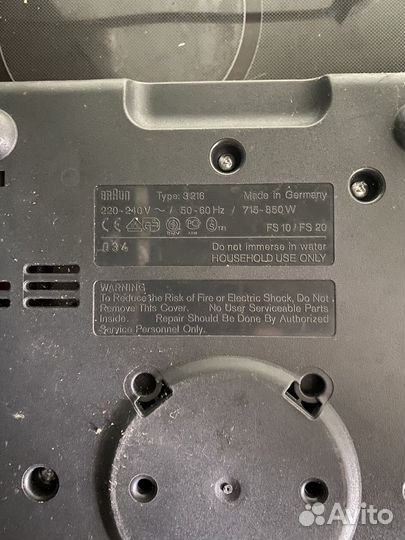 BRAUN Type: 3 216 Made in Germany
220-240 V ~ / 50-60 Hz / 715-850 W
FS 10 / FS 20
034 Do not immerse in water
HOUSEHOLD USE ONLY
WARNING
To Reduce the Risk of Fire or Electric Shock, Do Not
Remove This Cover. No User Serviceable Parts
Inside. Repair Should Be Done By Authorized
Service Personnel Only.
Avito